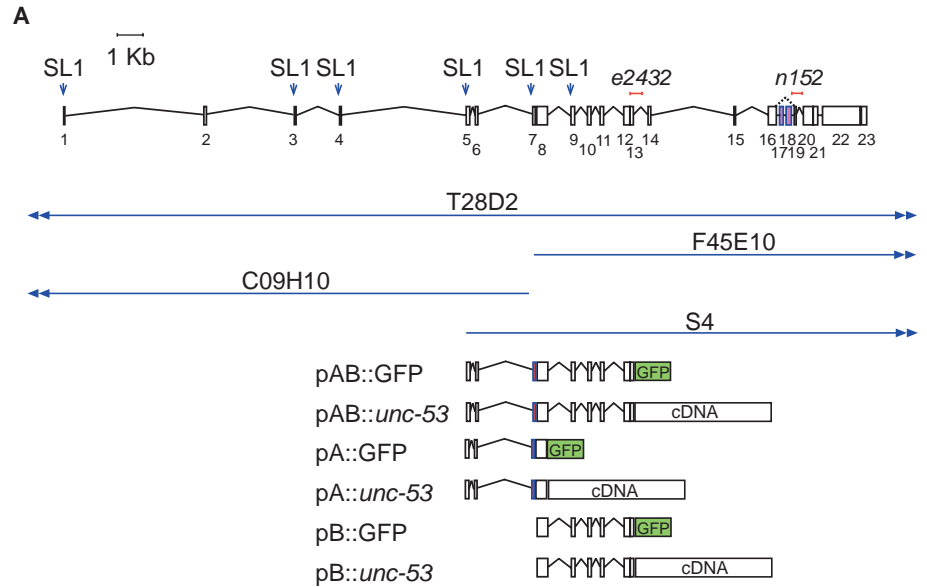 A
1 Kb
SL1 SL1 SL1 SL1 SL1 SL1 e2432 n152
1 2 3 4 5 6 7 8 9 10 11 12 13 14 15 16 17 18 19 20 21 22 23
T28D2
F45E10
C09H10
S4
pAB::GFP GFP
pAB::unc-53 cDNA
pA::GFP GFP
pA::unc-53 cDNA
pB::GFP GFP
pB::unc-53 cDNA